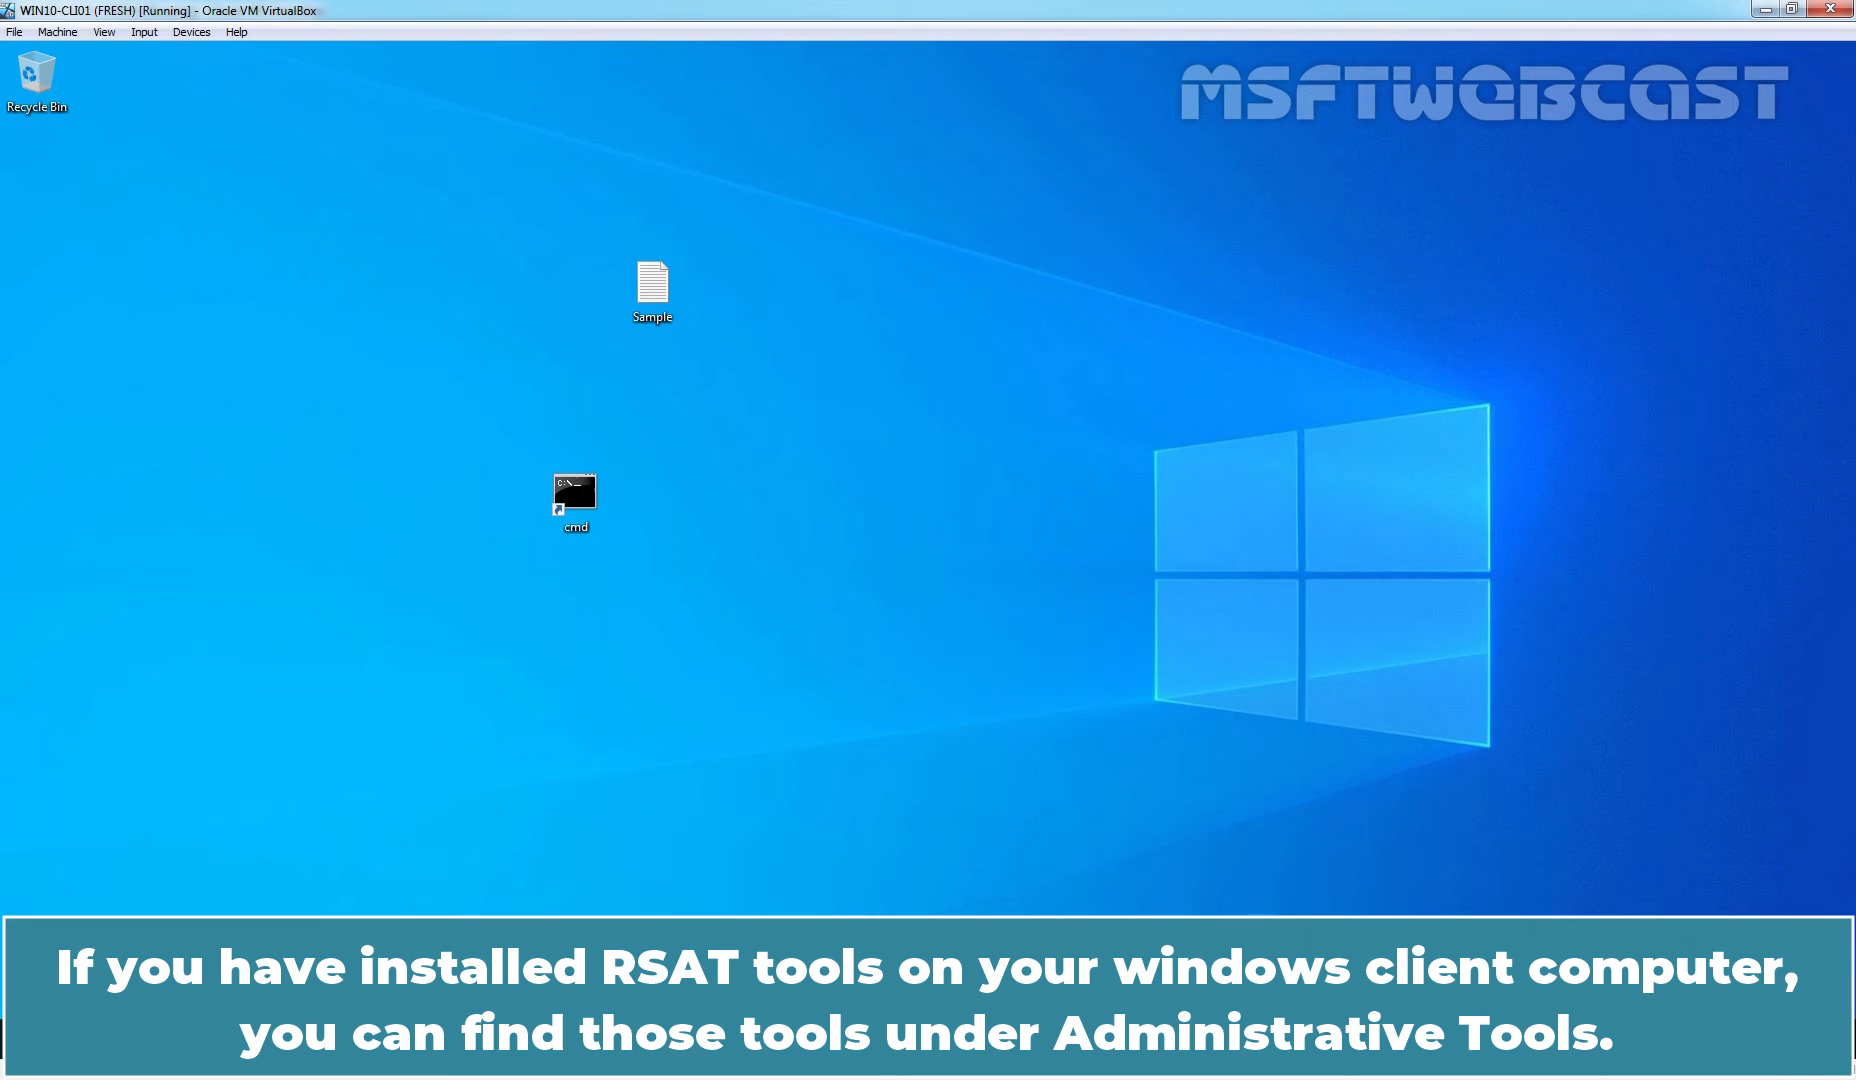 WIN10-CLI01 (FRESH) [Running] - Oracle VM VirtualBox
File Machine View Input Devices Help
MSFTWEBCAST
Recycle Bin
Sample
C:\_
cmd
If you have installed RSAT tools on your windows client computer,
you can find those tools under Administrative Tools.